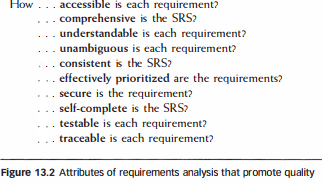 How . . . accessible is each requirement?
. . . comprehensive is the SRS?
. . . understandable is each requirement?
. . . unambiguous is each requirement?
. . . consistent is the SRS?
. . . effectively prioritized are the requirements?
. . . secure is the requirement?
. . . self-complete is the SRS?
. . . testable is each requirement?
. . . traceable is each requirement?
Figure 13.2 Attributes of requirements analysis that promote quality